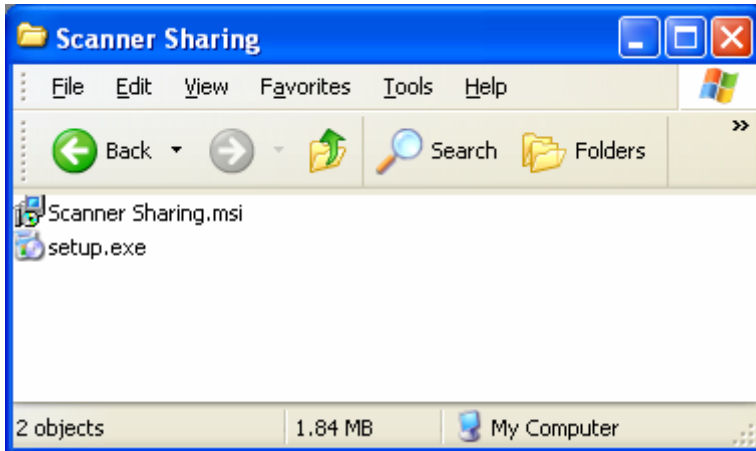 Scanner Sharing
File Edit View Favorites Tools Help
Back Search Folders »
Scanner Sharing.msi
setup.exe
2 objects 1.84 MB My Computer